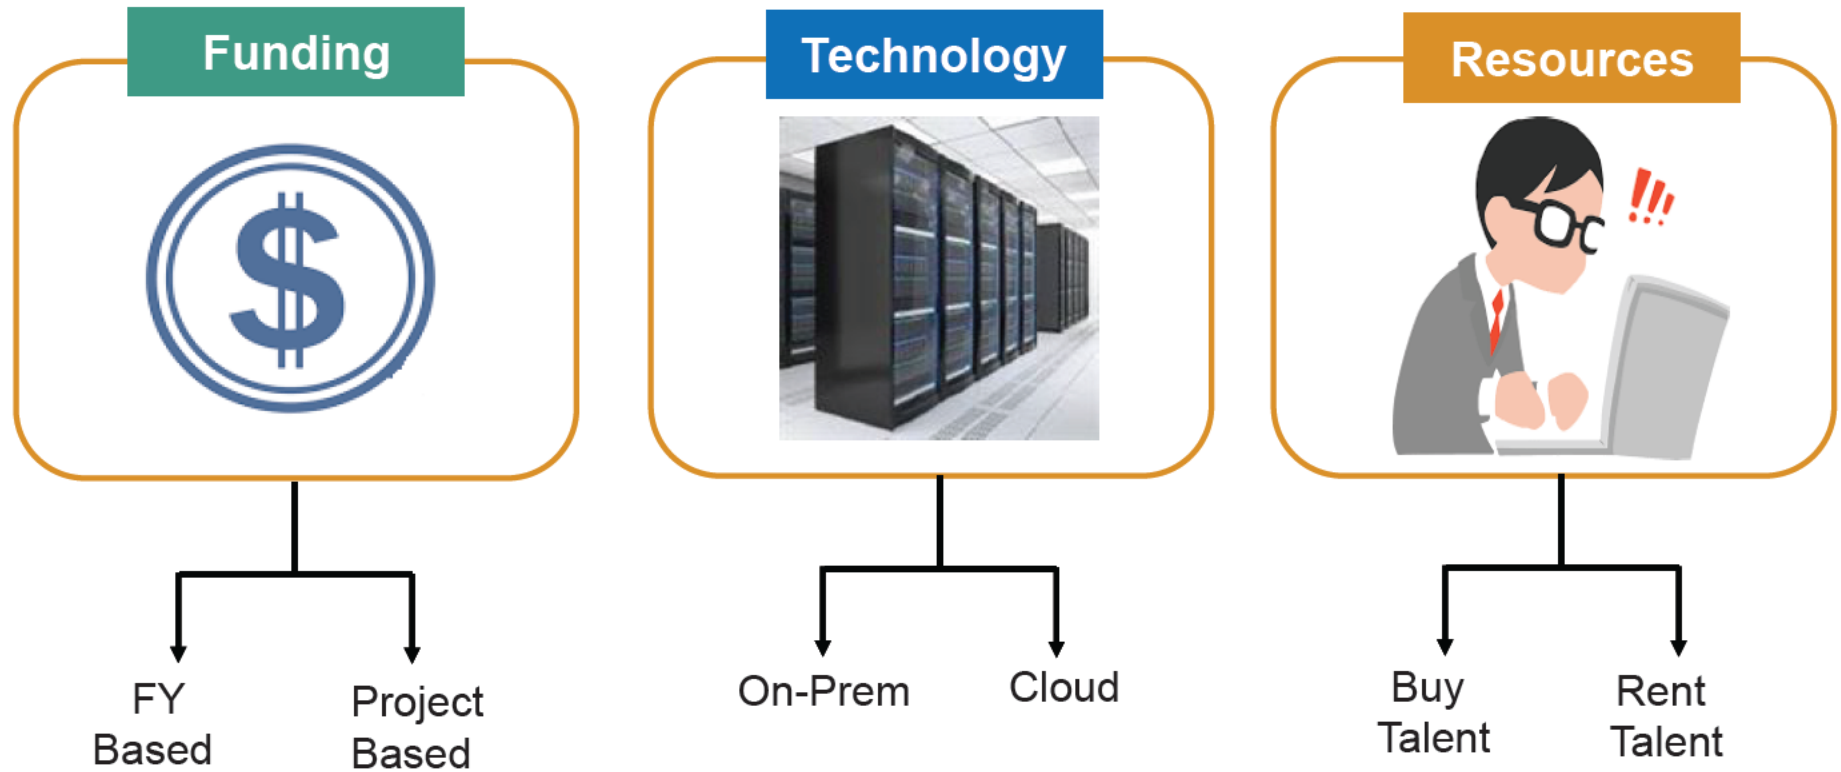 Funding
Technology
Resources
FY
Based
Project
Based
On-Prem
Cloud
Buy
Talent
Rent
Talent